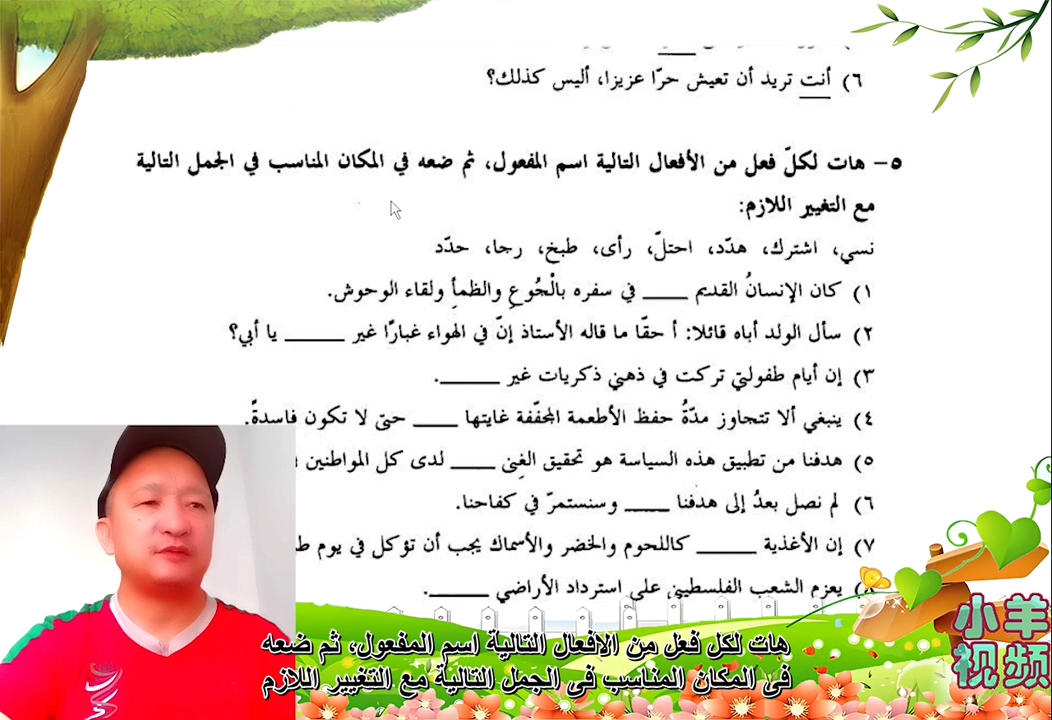 ٦) أنت تريد أن تعيش حرّا عزيزا، أليس كذلك؟
٥- هات لكلّ فعل من الأفعال التالية اسم المفعول، ثم ضعه في المكان المناسب في الجمل التالية
مع التغيير اللازم:
نسي، اشترك، هدّد، احتلّ، رأى، طبخ، رجا، حدّد
١) كان الإنسانُ القديم ____ في سفره بالْجُوعِ والظمأِ ولقاء الوحوش.
٢) سأل الولد أباه قائلا: أ حقّا ما قاله الأستاذ إنّ في الهواء غبارًا غير ____ يا أبي؟
٣) إن أيام طفولتي تركت في ذهني ذكريات غير ____.
٤) ينبغي ألا تتجاوز مدّةُ حفظ الأطعمة المجفّفة غايتها ____ حتى لا تكون فاسدةً.
٥) هدفنا من تطبيق هذه السياسة هو تحقيق الغِنى ____ لدى كل المواطنين
٦) لم نصل بعدُ إلى هدفنا ____ وسنستمرّ في كفاحنا.
٧) إن الأغذية ____ كاللحوم والخضر والأسماك يجب أن تؤكل في يوم
يعزم الشعب الفلسطيني على استرداد الأراضي ____.
هات لكل فعل من الافعال التالية اسم المفعول، ثم ضعه
فى المكان المناسب فى الجمل التالية مع التغيير اللازم
小羊
视频